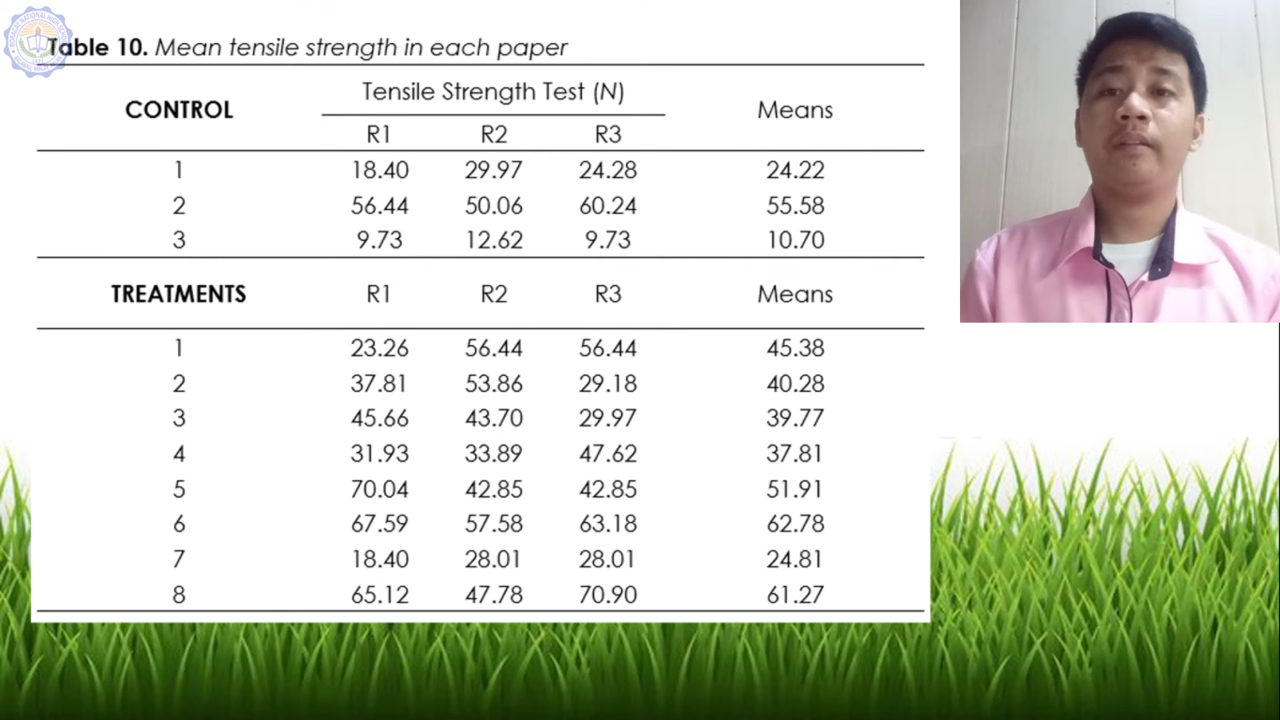 Table 10. Mean tensile strength in each paper
CONTROL Tensile Strength Test (N) Means
R1 R2 R3
1 18.40 29.97 24.28 24.22
2 56.44 50.06 60.24 55.58
3 9.73 12.62 9.73 10.70
TREATMENTS R1 R2 R3 Means
1 23.26 56.44 56.44 45.38
2 37.81 53.86 29.18 40.28
3 45.66 43.70 29.97 39.77
4 31.93 33.89 47.62 37.81
5 70.04 42.85 42.85 51.91
6 67.59 57.58 63.18 62.78
7 18.40 28.01 28.01 24.81
8 65.12 47.78 70.90 61.27